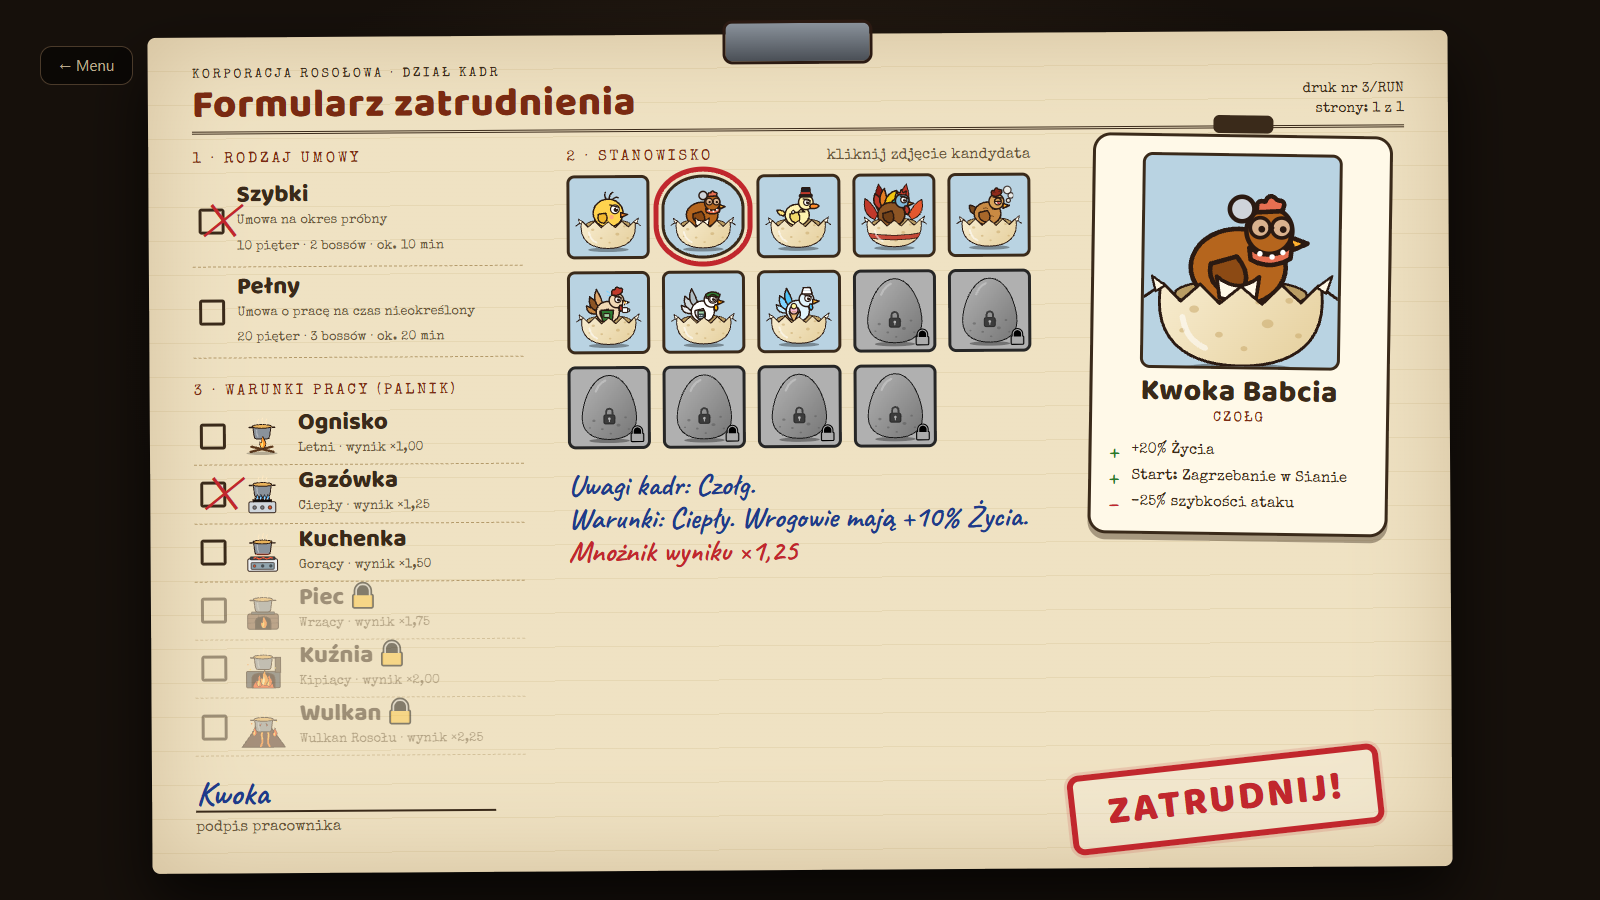 ← Menu
KORPORACJA ROSOŁOWA · DZIAŁ KADR
Formularz zatrudnienia
druk nr 3/RUN
strony: 1 z 1
1 · RODZAJ UMOWY
Szybki
Umowa na okres próbny
10 pięter · 2 bossów · ok. 10 min
Pełny
Umowa o pracę na czas nieokreślony
20 pięter · 3 bossów · ok. 20 min
3 · WARUNKI PRACY (PALNIK)
Ognisko
Letni · wynik ×1,00
Gazówka
Ciepły · wynik ×1,25
Kuchenka
Gorący · wynik ×1,50
Piec
Wrzący · wynik ×1,75
Kuźnia
Kipiący · wynik ×2,00
Wulkan
Wulkan Rosołu · wynik ×2,25
Kwoka
podpis pracownika
2 · STANOWISKO
kliknij zdjęcie kandydata
Uwagi kadr: Czołg.
Warunki: Ciepły. Wrogowie mają +10% Życia.
Mnożnik wyniku ×1,25
Kwoka Babcia
CZOŁG
+ +20% Życia
+ Start: Zagrzebanie w Sianie
− −25% szybkości ataku
ZATRUDNIJ!